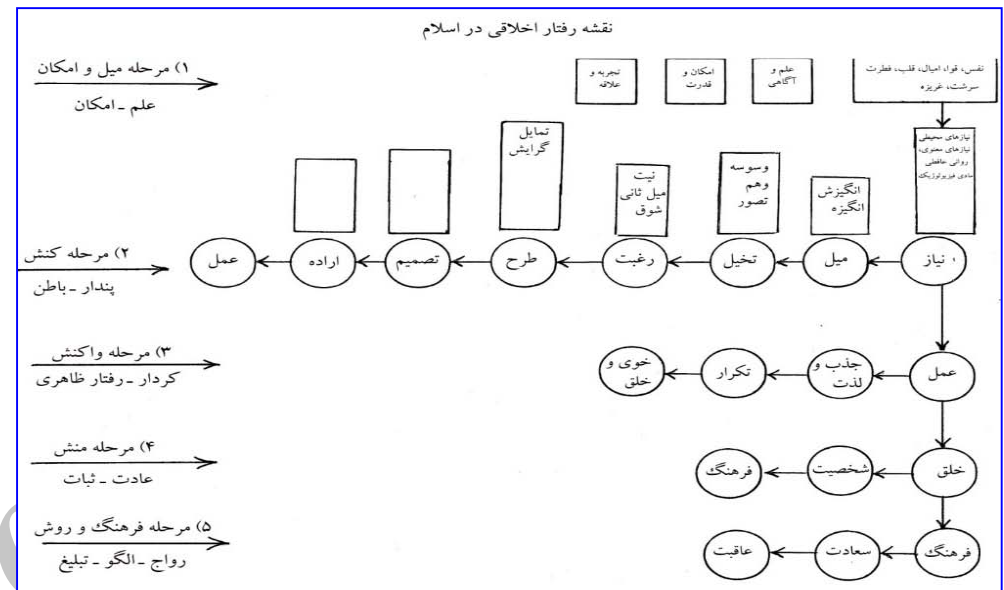 نقشه رفتار اخلاقی در اسلام
۱) مرحله میل و امکان
علم ـ امکان
نفس، قوا، امیال، قلب، فطرت
سرشت، غریزه
علم و
آگاهی
امکان و
قدرت
تجربه و
علاقه
نیازهای محیطی
نیازهای معنوی،
روانی حافظی
مادی فیزیولوژیک
انگیزش
انگیزه
وسوسه
وهم
تصور
نیت
میل ثانی
شوق
تمایل
گرایش
۲) مرحله کنش
پندار ـ باطن
نیاز
میل
تخیل
رغبت
طرح
تصمیم
اراده
عمل
۳) مرحله واکنش
کردار ـ رفتار ظاهری
عمل
جذب و
لذت
تکرار
خوی و
خلق
۴) مرحله منش
عادت ـ ثبات
خلق
شخصیت
فرهنگ
۵) مرحله فرهنگ و روش
رواج ـ الگو ـ تبلیغ
فرهنگ
سعادت
عاقبت